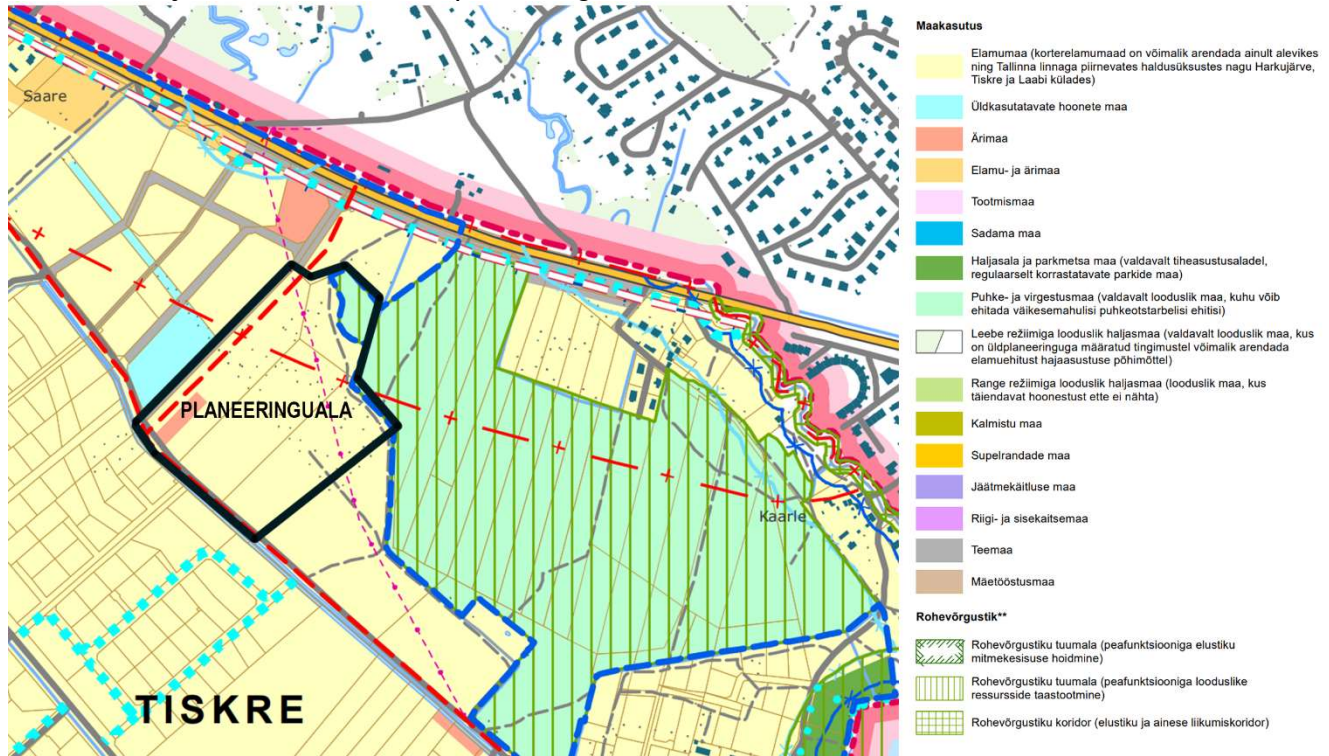 Saare
PLANEERINGUALA
Kaarle
TISKRE
Maakasutus
Elamumaa (korterelamumaad on võimalik arendada ainult alevikes
ning Tallinna linnaga piirnevates haldusüksustes nagu Harkujärve,
Tiskre ja Laabi külades)
Üldkasutatavate hoonete maa
Ärimaa
Elamu- ja ärimaa
Tootmismaa
Sadama maa
Haljasala ja parkmetsa maa (valdavalt tiheasustusaladel,
regulaarselt korrastatavate parkide maa)
Puhke- ja virgestusmaa (valdavalt looduslik maa, kuhu võib
ehitada väikesemahulisi puhkeotstarbelisi ehitisi)
Leebe režiimiga looduslik haljasmaa (valdavalt looduslik maa, kus
on üldplaneeringuga määratud tingimustel võimalik arendada
elamuehitust hajaasustuse põhimõttel)
Range režiimiga looduslik haljasmaa (looduslik maa, kus
täiendavat hoonestust ette ei nähta)
Kalmistu maa
Supelrandade maa
Jäätmekäitluse maa
Riigi- ja sisekaitsemaa
Teemaa
Mäetööstusmaa
Rohevõrgustik**
Rohevõrgustiku tuumala (peafunktsiooniga elustiku
mitmekesisuse hoidmine)
Rohevõrgustiku tuumala (peafunktsiooniga looduslike
ressursside taastootmine)
Rohevõrgustiku koridor (elustiku ja ainese liikumiskoridor)